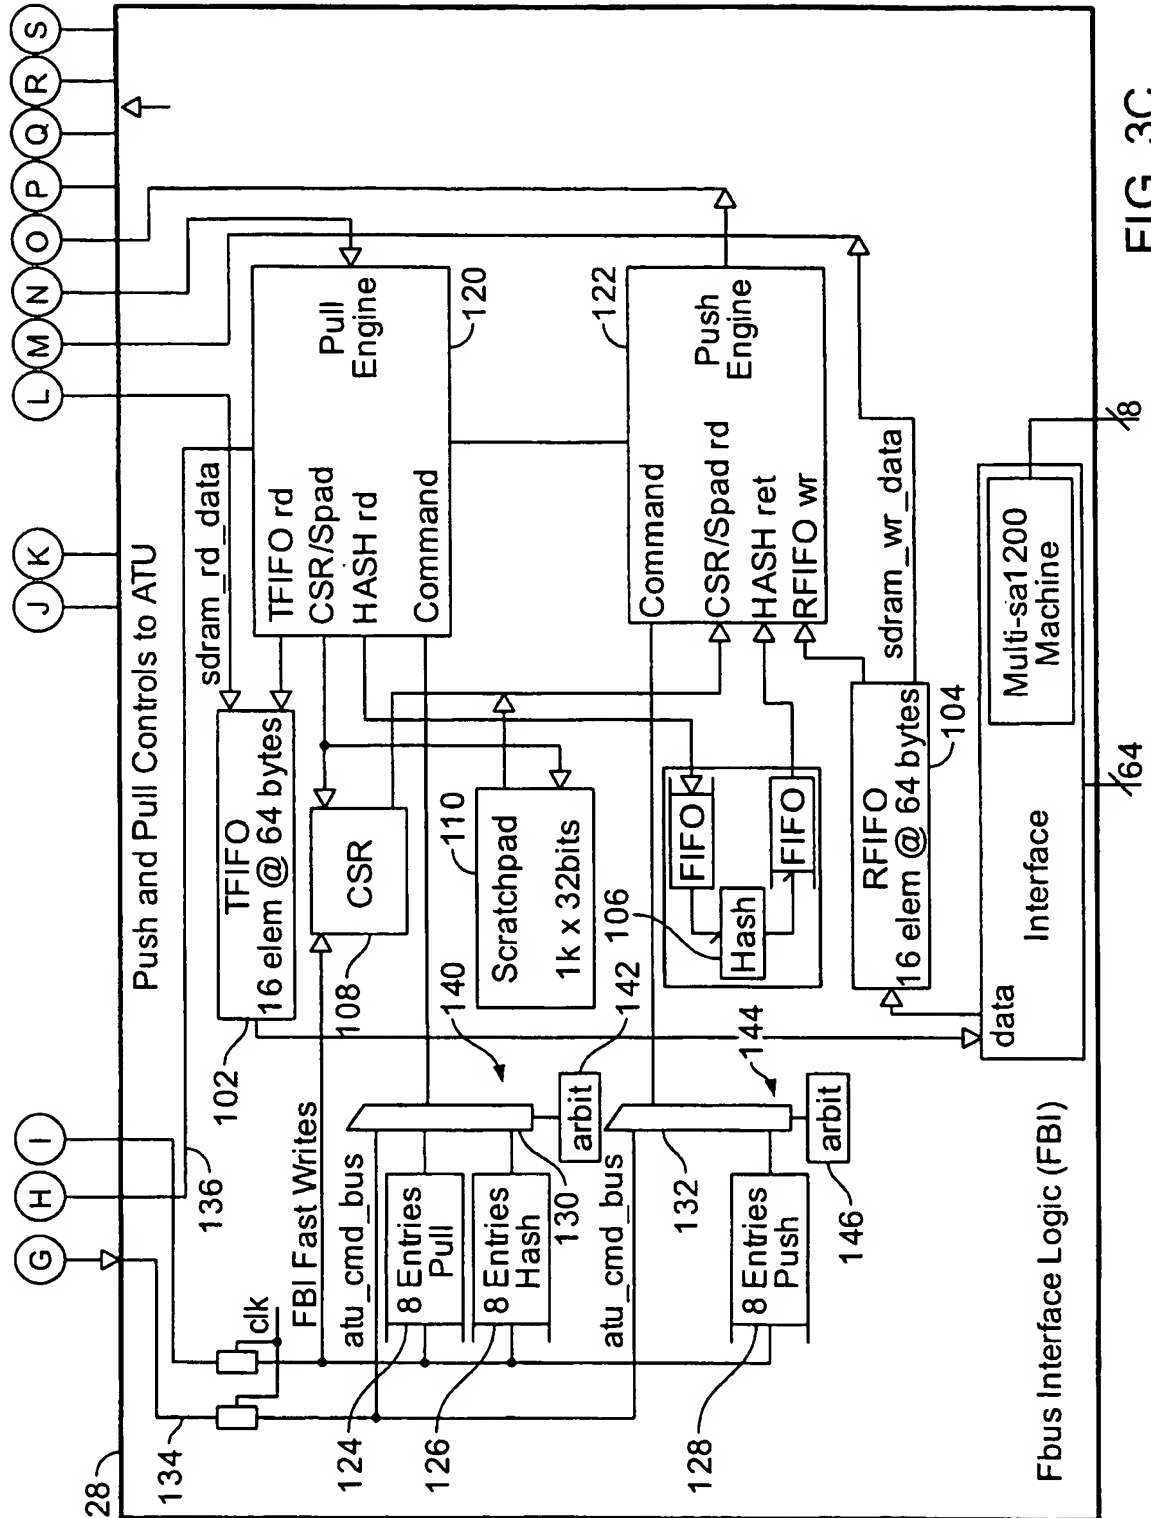 G
H
I
J
K
L
M
N
O
P
Q
R
S
28
134
136
Push and Pull Controls to ATU
clk
FBI Fast Writes
102
TFIFO
16 elem @ 64 bytes
sdram_rd_data
TFIFO rd
CSR/Spad
HASH rd
Command
Pull
Engine
120
108
CSR
110
Scratchpad
1k x 32bits
atu_cmd_bus
124
8 Entries
Pull
126
8 Entries
Hash
130
140
arbit
142
106
Hash
FIFO
FIFO
Command
CSR/Spad rd
HASH ret
RFIFO wr
Push
Engine
122
atu_cmd_bus
132
128
8 Entries
Push
144
arbit
146
RFIFO
16 elem @ 64 bytes
104
sdram_wr_data
data
Interface
Multi-sa1200
Machine
64
8
Fbus Interface Logic (FBI)
FIG. 3C